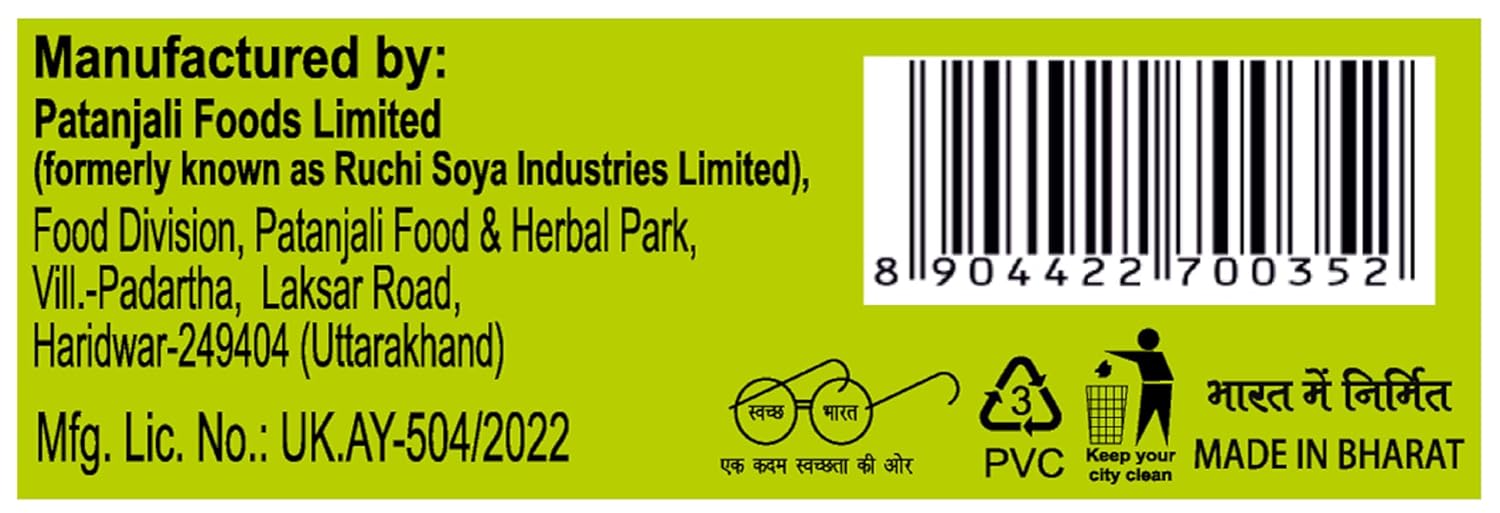 Manufactured by:
Patanjali Foods Limited
(formerly known as Ruchi Soya Industries Limited),
Food Division, Patanjali Food & Herbal Park,
Vill.-Padartha, Laksar Road,
Haridwar-249404 (Uttarakhand)
Mfg. Lic. No.: UK.AY-504/2022
8 904422 700352
स्वच्छ भारत
एक कदम स्वच्छता की ओर
3
PVC
Keep your
city clean
भारत में निर्मित
MADE IN BHARAT